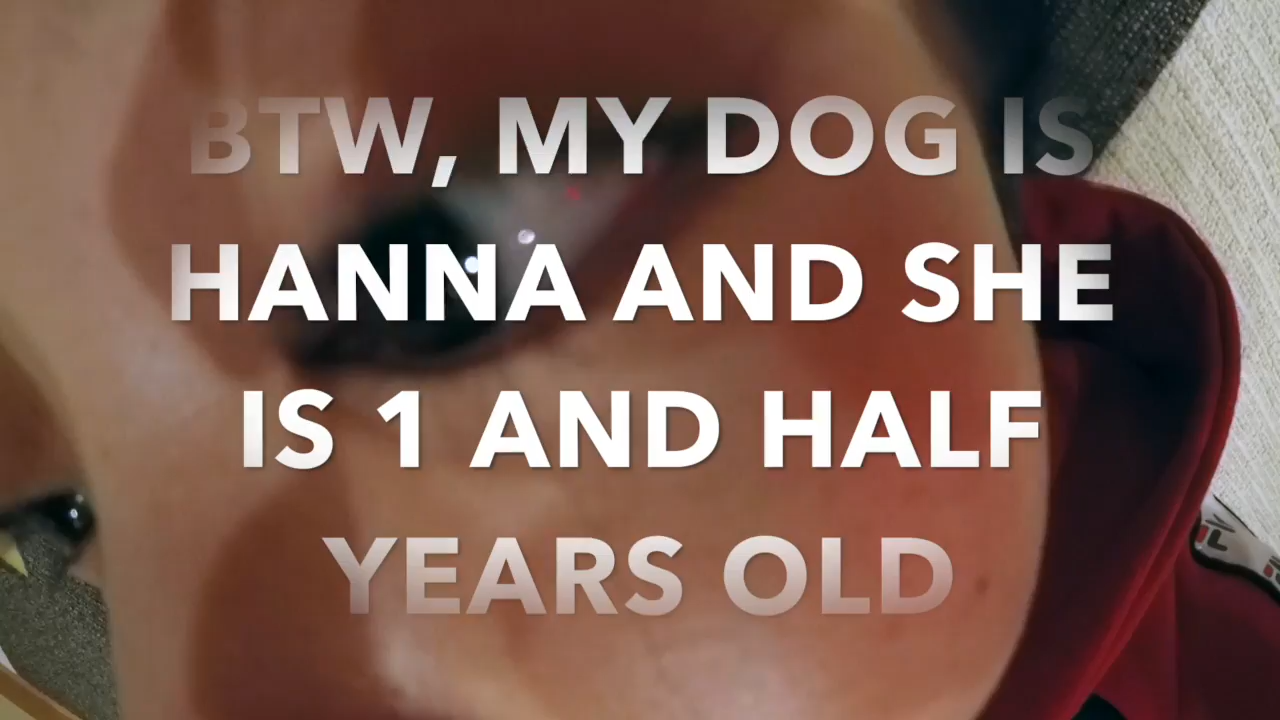 BTW, MY DOG IS
HANNA AND SHE
IS 1 AND HALF
YEARS OLD